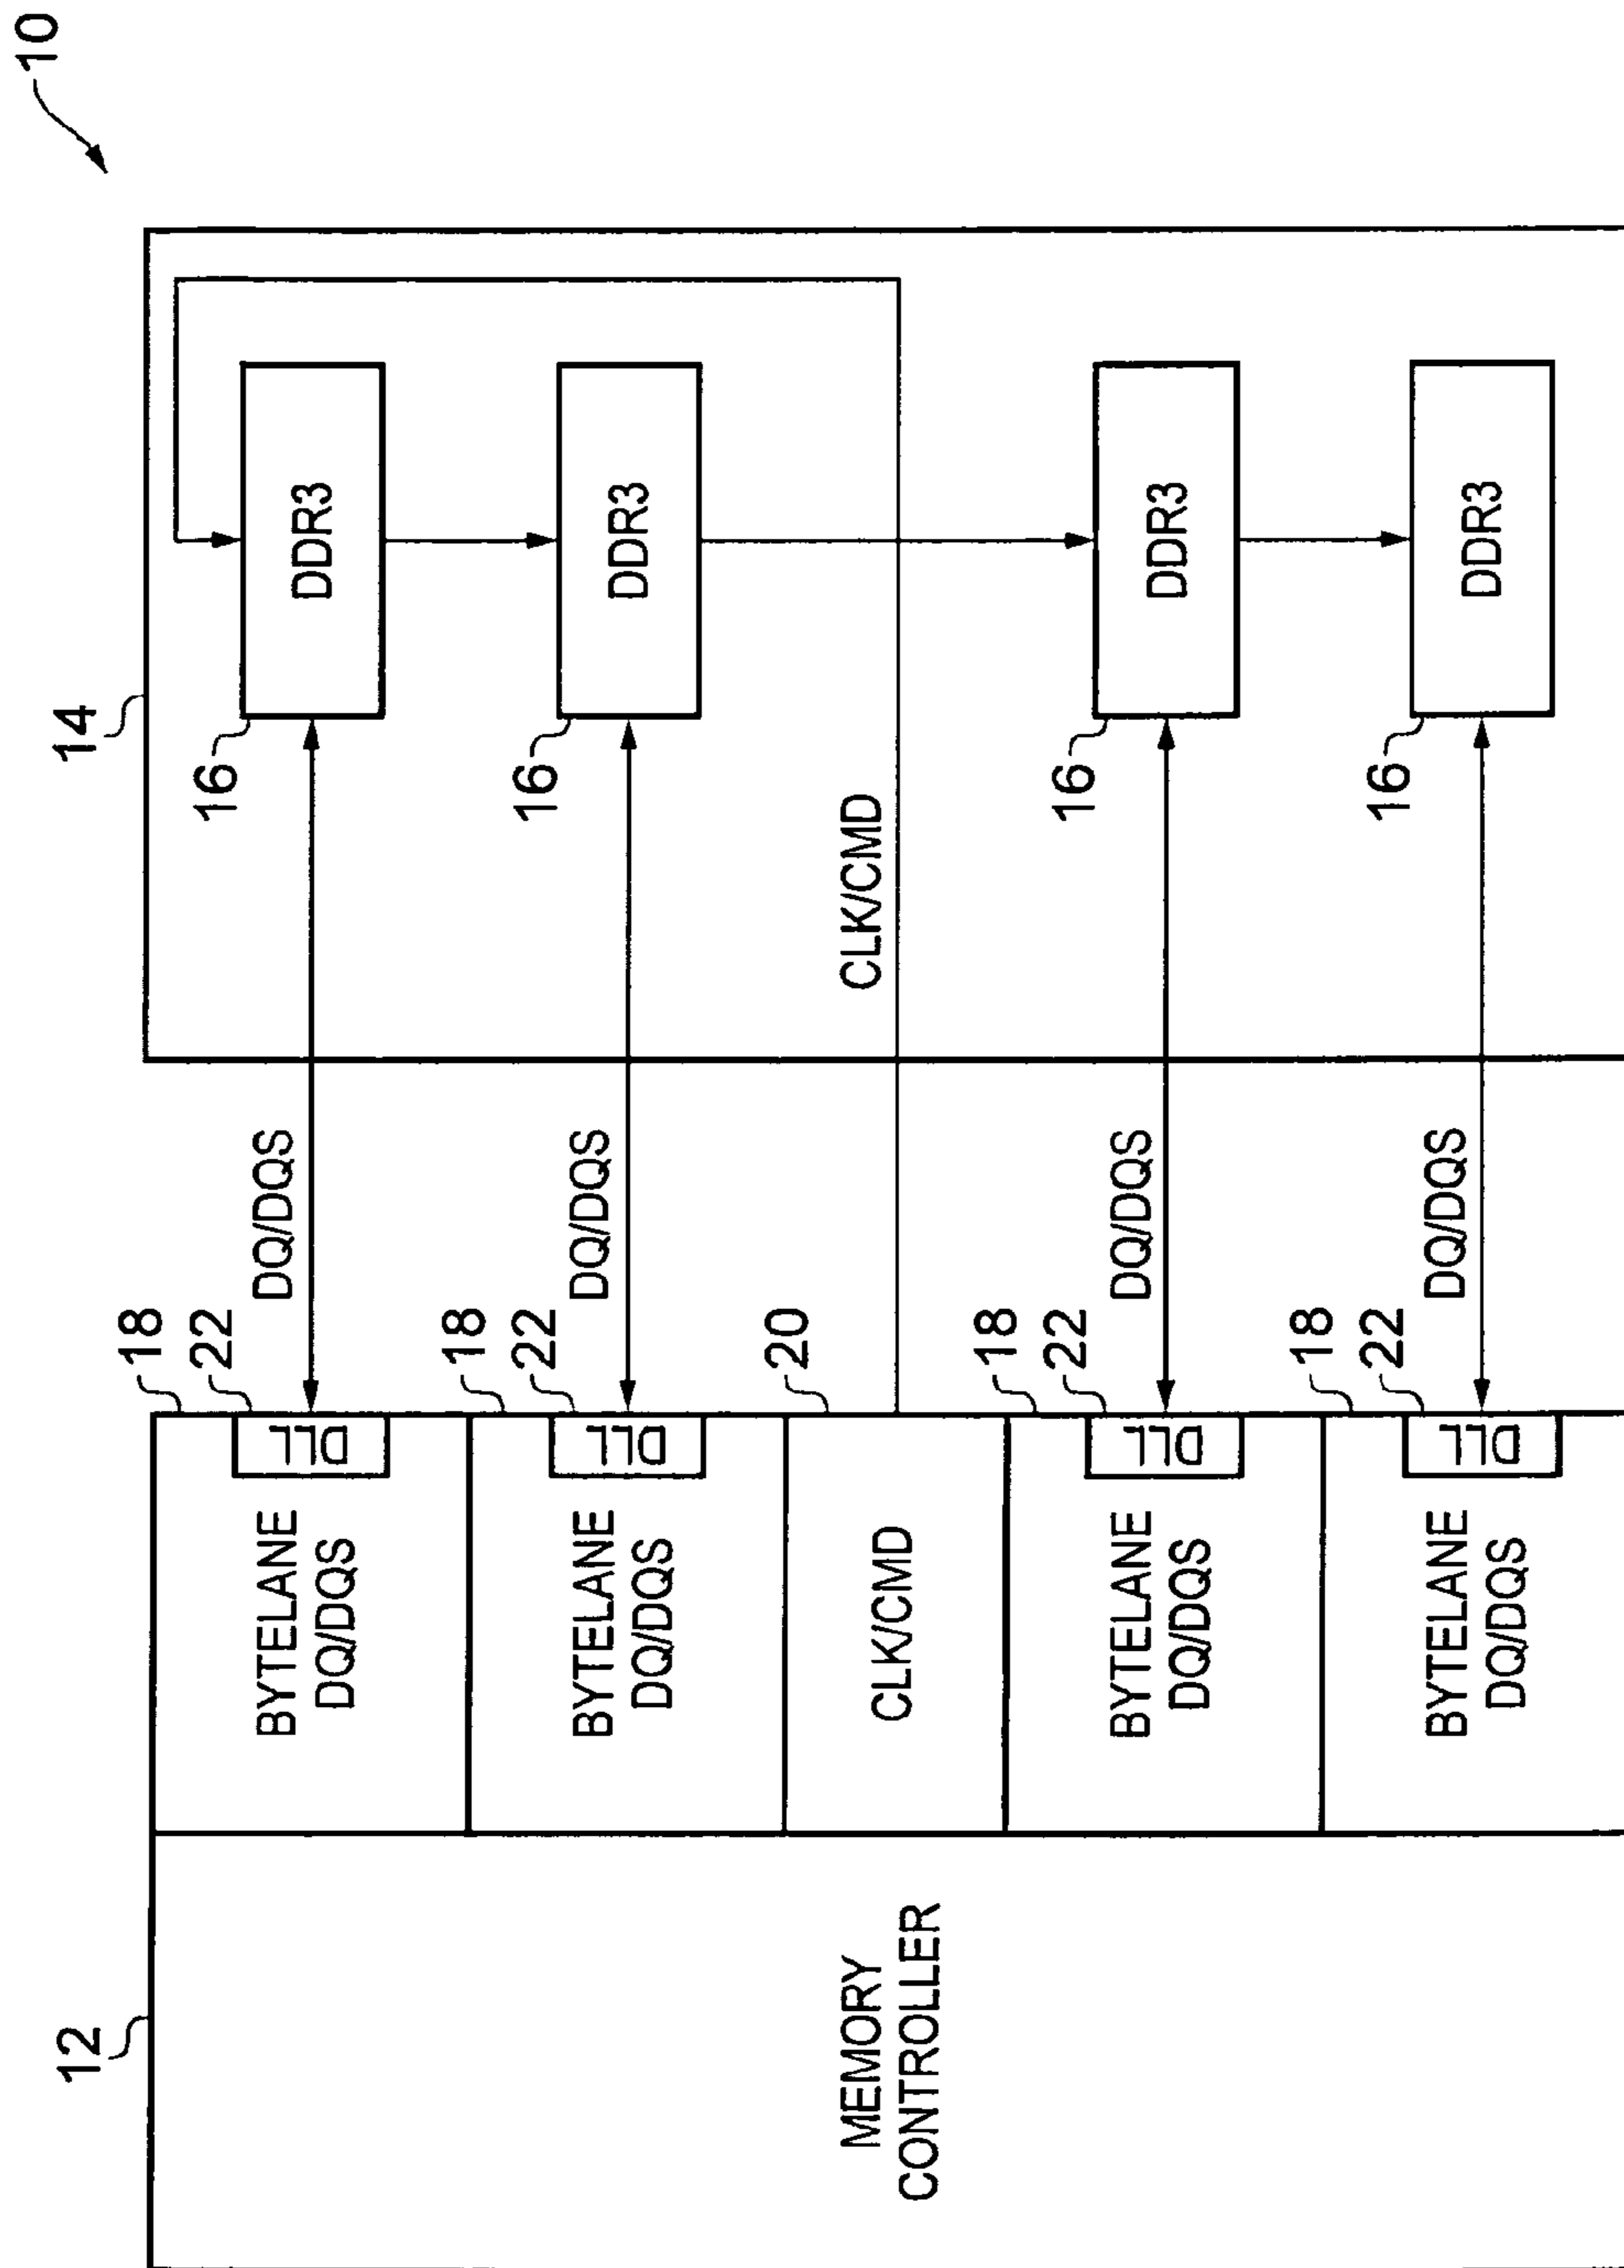 10
12
14
18
22
16
BYTELANE
DQ/DQS
DLL
DQ/DQS
DDR3
18
22
16
BYTELANE
DQ/DQS
DLL
DQ/DQS
DDR3
20
MEMORY
CONTROLLER
CLK/CMD
CLK/CMD
18
22
16
BYTELANE
DQ/DQS
DLL
DQ/DQS
DDR3
18
22
16
BYTELANE
DQ/DQS
DLL
DQ/DQS
DDR3